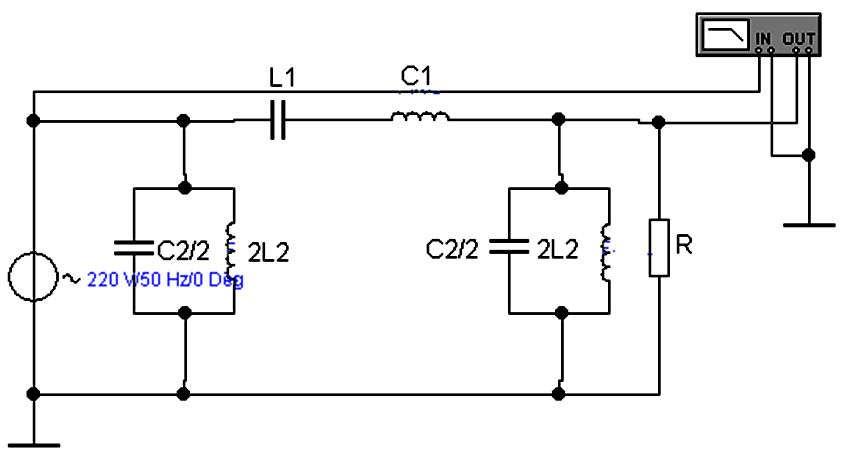 IN OUT
L1
C1
C2/2
2L2
C2/2
2L2
R
220 V/50 Hz/0 Deg